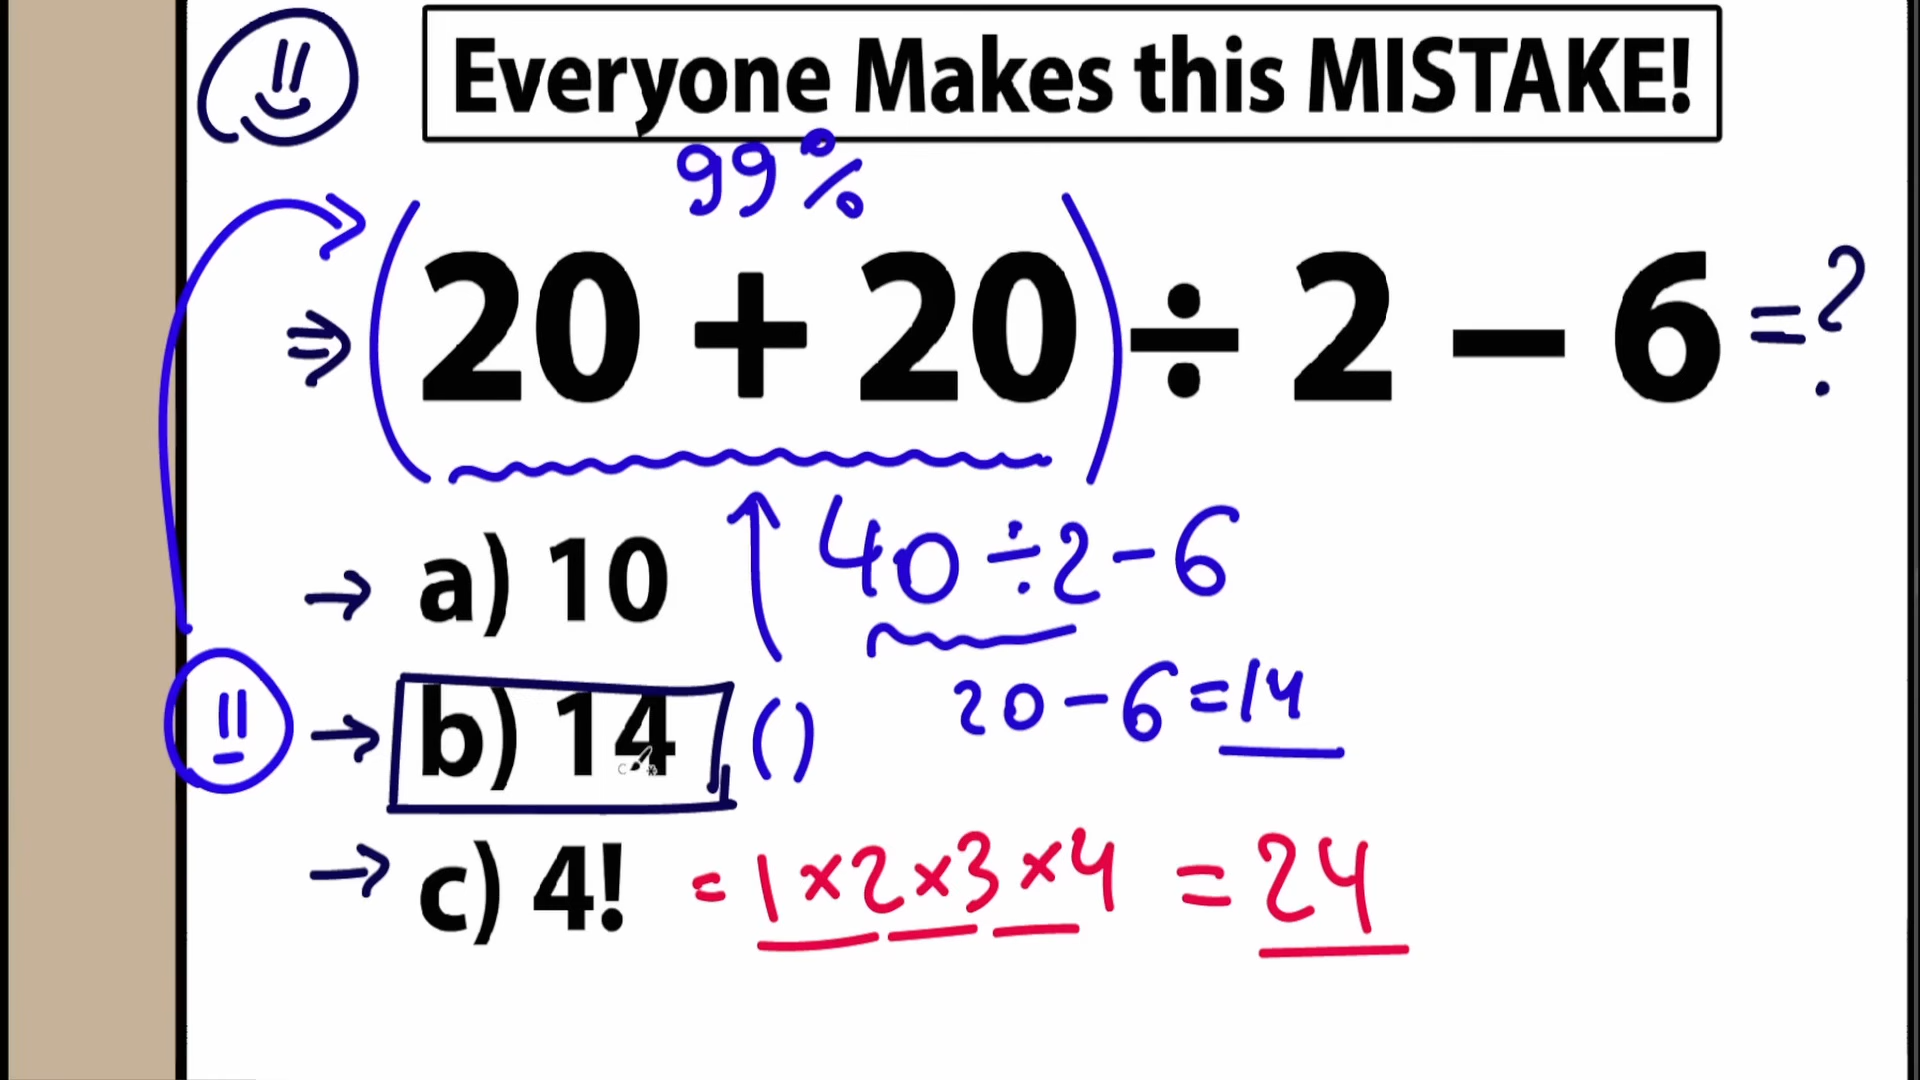 Everyone Makes this MISTAKE!
99%
⇒ (20 + 20) ÷ 2 – 6 = ?
→ a) 10
40 ÷ 2 - 6
→ b) 14 ( )
20 - 6 = 14
→ c) 4! = 1 × 2 × 3 × 4 = 24